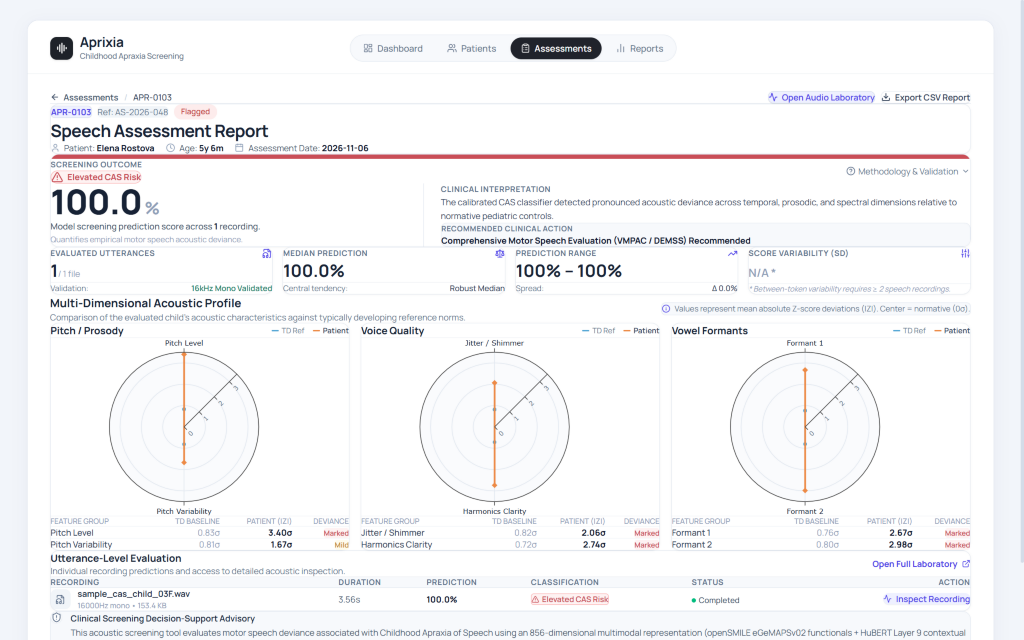 Aprixia
Childhood Apraxia Screening
Dashboard
Patients
Assessments
Reports
← Assessments / APR-0103
Open Audio Laboratory
Export CSV Report
APR-0103 Ref: AS-2026-048 Flagged
Speech Assessment Report
Patient: Elena Rostova Age: 5y 6m Assessment Date: 2026-11-06
SCREENING OUTCOME
Elevated CAS Risk
Methodology & Validation
100.0 %
Model screening prediction score across 1 recording.
Quantifies empirical motor speech acoustic deviance.
CLINICAL INTERPRETATION
The calibrated CAS classifier detected pronounced acoustic deviance across temporal, prosodic, and spectral dimensions relative to
normative pediatric controls.
RECOMMENDED CLINICAL ACTION
Comprehensive Motor Speech Evaluation (VMPAC / DEMSS) Recommended
EVALUATED UTTERANCES
1 / 1 file
Validation: 16kHz Mono Validated
MEDIAN PREDICTION
100.0%
Central tendency: Robust Median
PREDICTION RANGE
100% – 100%
Spread: Δ 0.0%
SCORE VARIABILITY (SD)
N/A *
* Between-token variability requires ≥ 2 speech recordings.
Multi-Dimensional Acoustic Profile
Comparison of the evaluated child's acoustic characteristics against typically developing reference norms.
Values represent mean absolute Z-score deviations (|Z|). Center = normative (0σ).
Pitch / Prosody
TD Ref Patient
Pitch Level
0
1
2
3
Pitch Variability
FEATURE GROUP TD BASELINE PATIENT (|Z|) DEVIANCE
Pitch Level 0.83σ 3.40σ Marked
Pitch Variability 0.81σ 1.67σ Mild
Voice Quality
TD Ref Patient
Jitter / Shimmer
0
1
2
3
Harmonics Clarity
FEATURE GROUP TD BASELINE PATIENT (|Z|) DEVIANCE
Jitter / Shimmer 0.82σ 2.06σ Marked
Harmonics Clarity 0.72σ 2.74σ Marked
Vowel Formants
TD Ref Patient
Formant 1
0
1
2
3
Formant 2
FEATURE GROUP TD BASELINE PATIENT (|Z|) DEVIANCE
Formant 1 0.76σ 2.67σ Marked
Formant 2 0.80σ 2.98σ Marked
Utterance-Level Evaluation
Individual recording predictions and access to detailed acoustic inspection.
Open Full Laboratory
RECORDING DURATION PREDICTION CLASSIFICATION STATUS ACTION
sample_cas_child_03F.wav
16000Hz mono • 153.4 KB
3.56s 100.0% Elevated CAS Risk Completed Inspect Recording
Clinical Screening Decision-Support Advisory
This acoustic screening tool evaluates motor speech deviance associated with Childhood Apraxia of Speech using an 856-dimensional multimodal representation (openSMILE eGeMAPSv02 functionals + HuBERT Layer 9 contextual